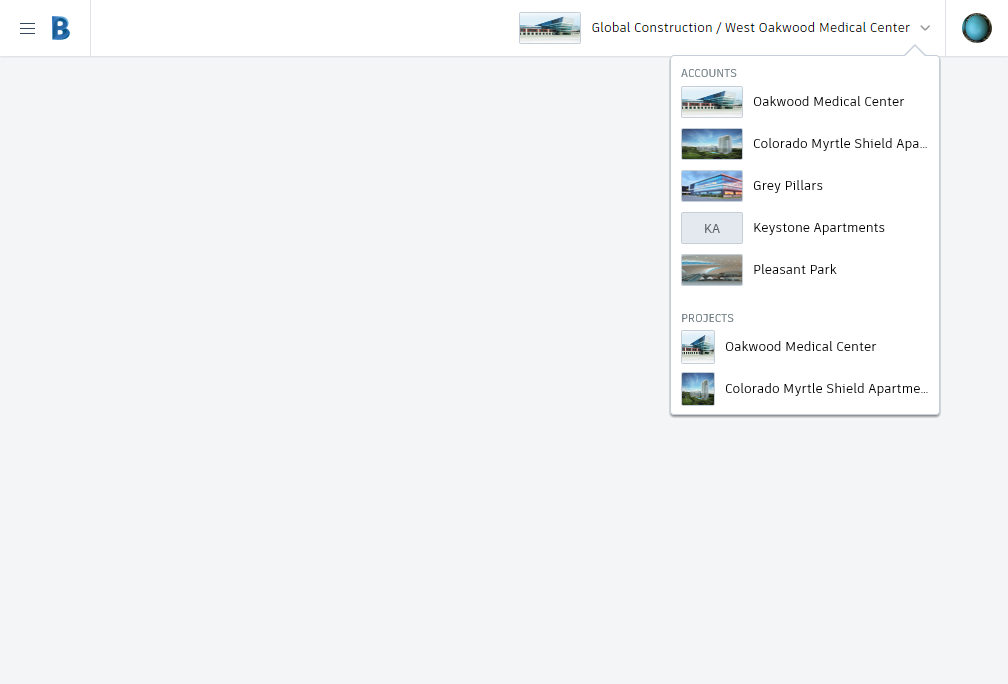 B
Global Construction / West Oakwood Medical Center
ACCOUNTS
Oakwood Medical Center
Colorado Myrtle Shield Apa...
Grey Pillars
KA
Keystone Apartments
Pleasant Park
PROJECTS
Oakwood Medical Center
Colorado Myrtle Shield Apartme...